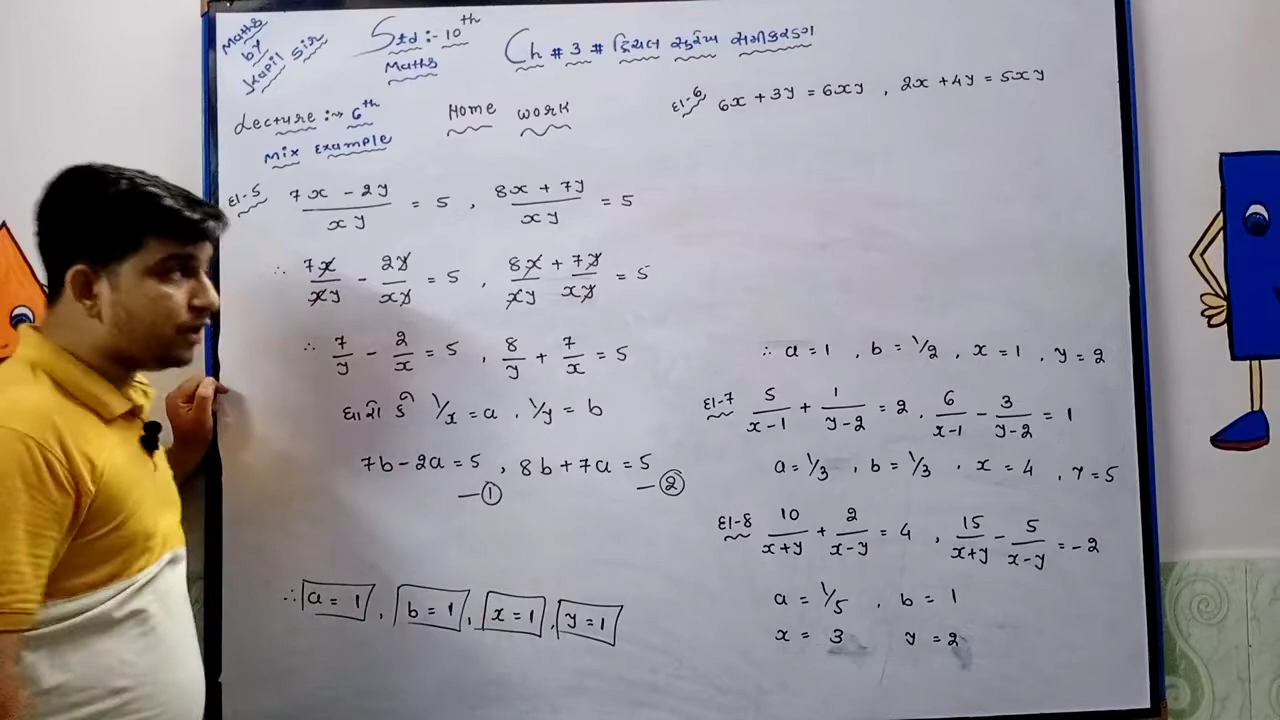 Maths
by
Kapil Sir
Std :- 10th
Maths
Ch # 3 # દ્વિચલ સુરેખ સમીકરણ
Lecture :~ 6th
Mix Example
Home work
દા-5 (7x - 2y)/(xy) = 5 , (8x + 7y)/(xy) = 5
∴ 7x/xy - 2y/xy = 5 , 8x/xy + 7y/xy = 5
∴ 7/y - 2/x = 5 , 8/y + 7/x = 5
ધારો કે 1/x = a , 1/y = b
7b - 2a = 5 , 8b + 7a = 5
—① —②
∴ a = 1 , b = 1 , x = 1 , y = 1
દા-6 6x + 3y = 6xy , 2x + 4y = 5xy
∴ a = 1 , b = 1/2 , x = 1 , y = 2
દા-7 5/(x-1) + 1/(y-2) = 2 , 6/(x-1) - 3/(y-2) = 1
a = 1/3 , b = 1/3 , x = 4 , y = 5
દા-8 10/(x+y) + 2/(x-y) = 4 , 15/(x+y) - 5/(x-y) = -2
a = 1/5 , b = 1
x = 3 y = 2